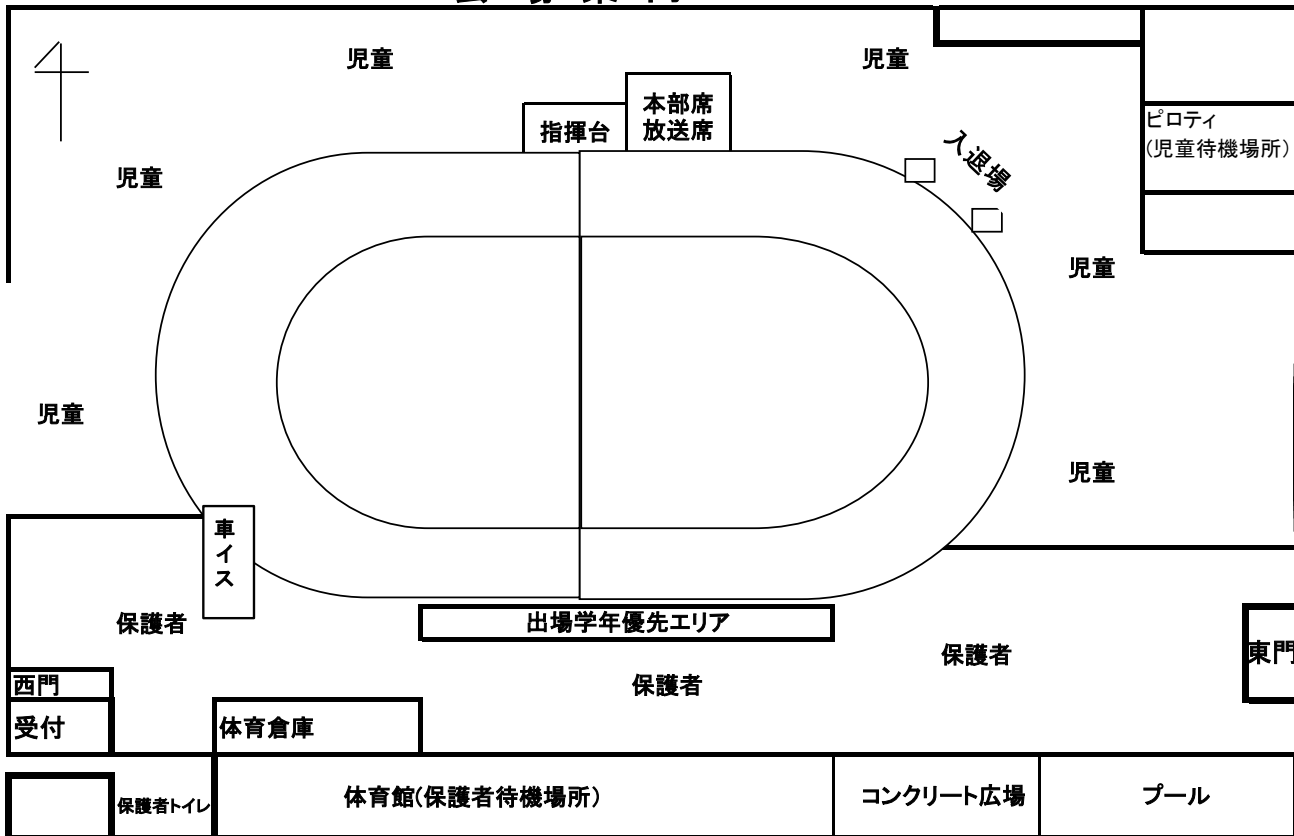 児童
児童
本部席
放送席
指揮台
ピロティ
(児童待機場所)
入退場
児童
児童
児童
児童
車イス
保護者
出場学年優先エリア
保護者
東門
西門
保護者
受付
体育倉庫
保護者トイレ
体育館(保護者待機場所)
コンクリート広場
プール